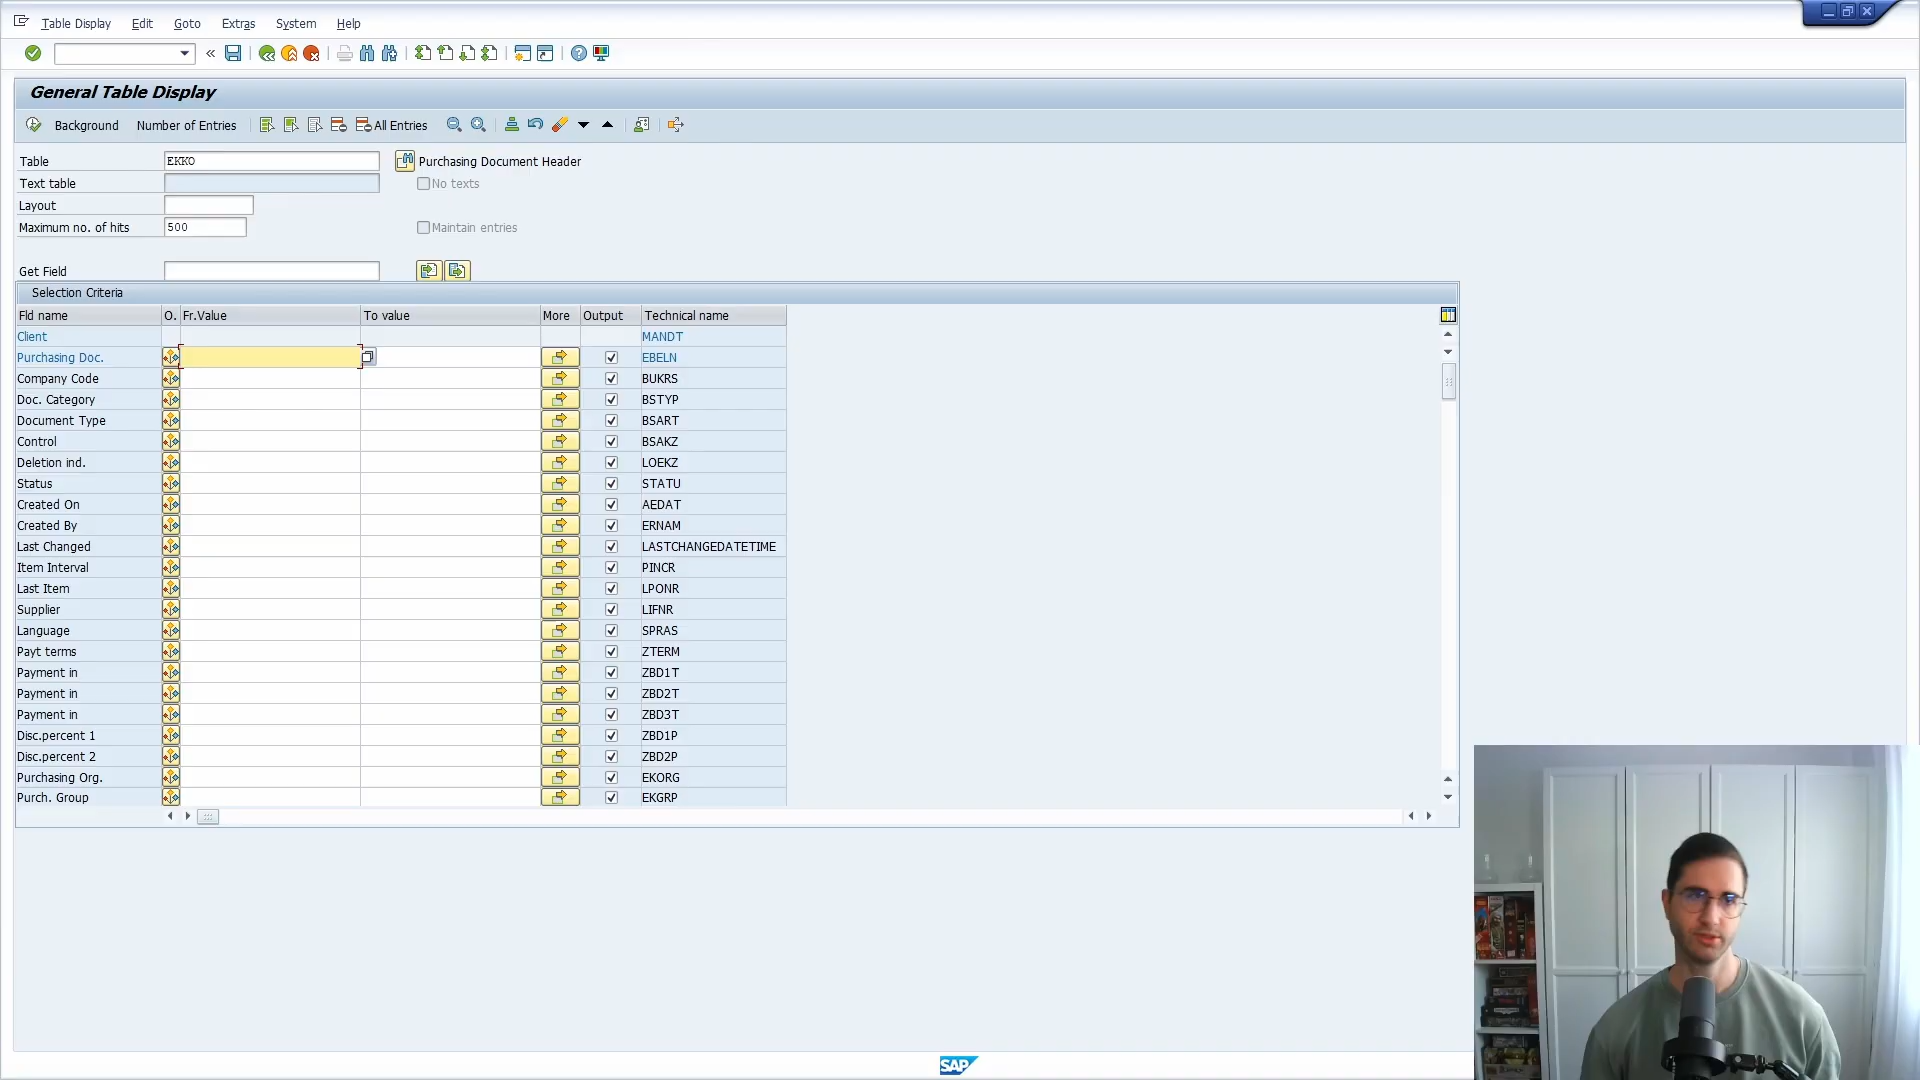 Table Display Edit Goto Extras System Help
General Table Display
Background Number of Entries All Entries
Table EKKO Purchasing Document Header
Text table No texts
Layout
Maximum no. of hits 500 Maintain entries
Get Field
Selection Criteria
Fld name O. Fr.Value To value More Output Technical name
Client MANDT
Purchasing Doc. EBELN
Company Code BUKRS
Doc. Category BSTYP
Document Type BSART
Control BSAKZ
Deletion ind. LOEKZ
Status STATU
Created On AEDAT
Created By ERNAM
Last Changed LASTCHANGEDATETIME
Item Interval PINCR
Last Item LPONR
Supplier LIFNR
Language SPRAS
Payt terms ZTERM
Payment in ZBD1T
Payment in ZBD2T
Payment in ZBD3T
Disc.percent 1 ZBD1P
Disc.percent 2 ZBD2P
Purchasing Org. EKORG
Purch. Group EKGRP
SAP